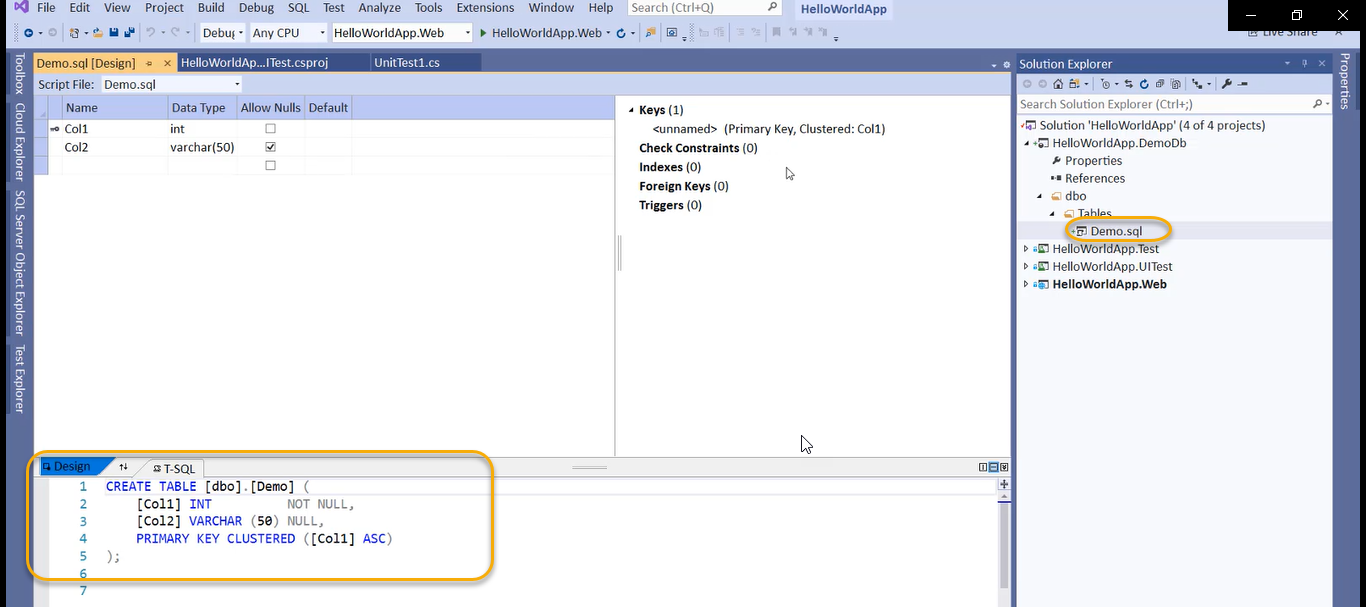 File Edit View Project Build Debug SQL Test Analyze Tools Extensions Window Help Search (Ctrl+Q) HelloWorldApp
Debug Any CPU HelloWorldApp.Web HelloWorldApp.Web Live Share
Demo.sql [Design] HelloWorldAp...ITest.csproj UnitTest1.cs
Script File: Demo.sql
Name Data Type Allow Nulls Default
Col1 int
Col2 varchar(50)
Keys (1)
<unnamed> (Primary Key, Clustered: Col1)
Check Constraints (0)
Indexes (0)
Foreign Keys (0)
Triggers (0)
Design T-SQL
1 CREATE TABLE [dbo].[Demo] (
2 [Col1] INT NOT NULL,
3 [Col2] VARCHAR (50) NULL,
4 PRIMARY KEY CLUSTERED ([Col1] ASC)
5 );
6
7
Solution Explorer
Search Solution Explorer (Ctrl+;)
Solution 'HelloWorldApp' (4 of 4 projects)
HelloWorldApp.DemoDb
Properties
References
dbo
Tables
Demo.sql
HelloWorldApp.Test
HelloWorldApp.UITest
HelloWorldApp.Web
Toolbox
Cloud Explorer
SQL Server Object Explorer
Test Explorer
Properties